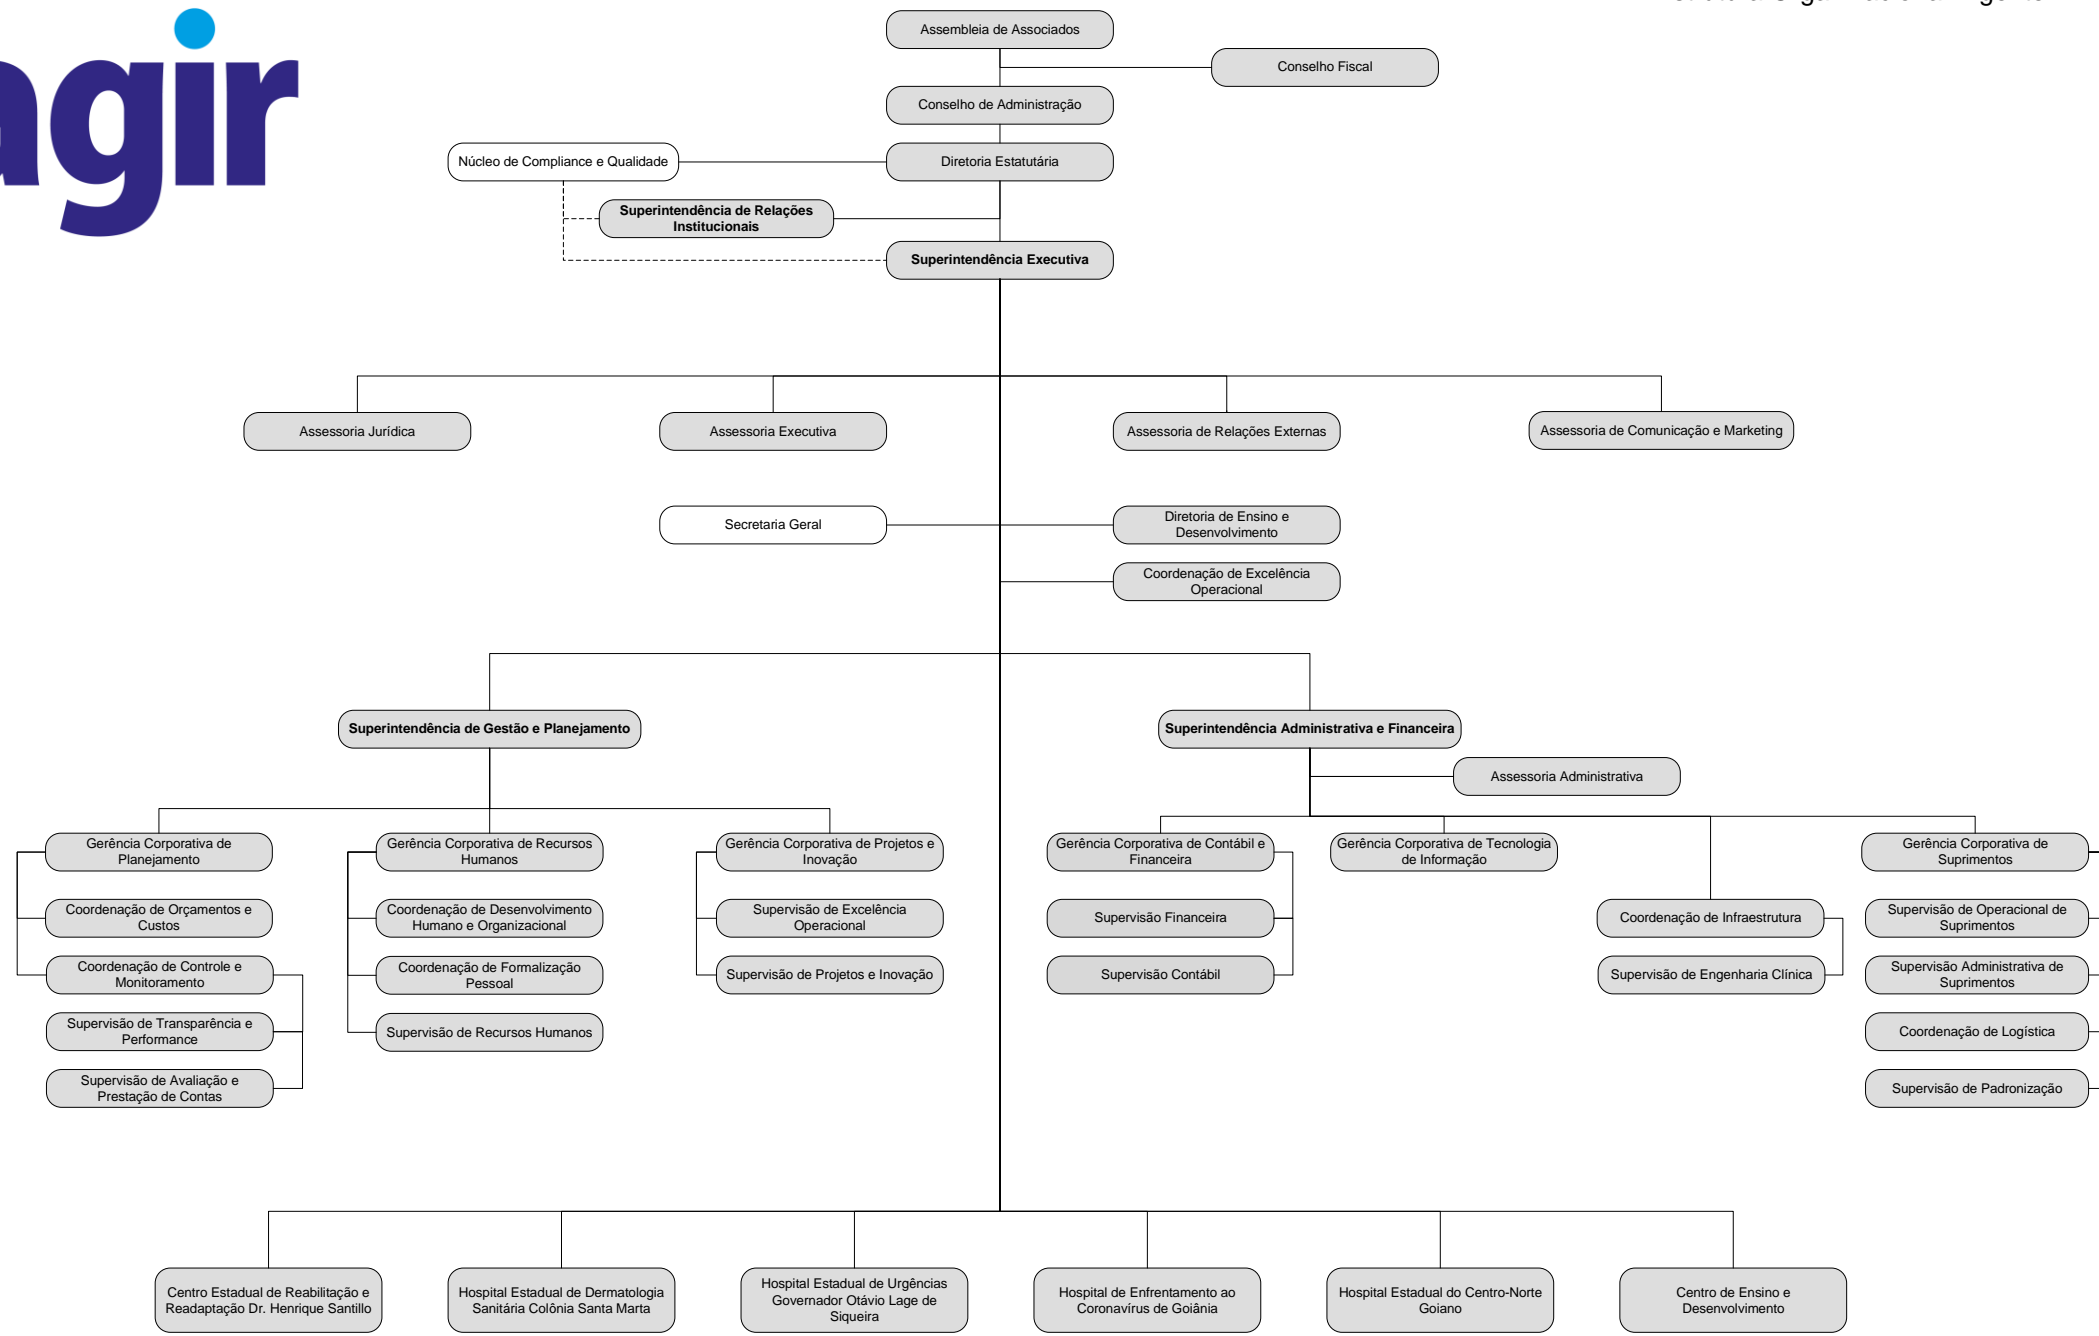 agir
Assembleia de Associados
Conselho Fiscal
Conselho de Administração
Núcleo de Compliance e Qualidade
Diretoria Estatutária
Superintendência de Relações
Institucionais
Superintendência Executiva
Assessoria Jurídica
Assessoria Executiva
Assessoria de Relações Externas
Assessoria de Comunicação e Marketing
Secretaria Geral
Diretoria de Ensino e
Desenvolvimento
Coordenação de Excelência
Operacional
Superintendência de Gestão e Planejamento
Superintendência Administrativa e Financeira
Assessoria Administrativa
Gerência Corporativa de
Planejamento
Coordenação de Orçamentos e
Custos
Coordenação de Controle e
Monitoramento
Supervisão de Transparência e
Performance
Supervisão de Avaliação e
Prestação de Contas
Gerência Corporativa de Recursos
Humanos
Coordenação de Desenvolvimento
Humano e Organizacional
Coordenação de Formalização
Pessoal
Supervisão de Recursos Humanos
Gerência Corporativa de Projetos e
Inovação
Supervisão de Excelência
Operacional
Supervisão de Projetos e Inovação
Gerência Corporativa de Contábil e
Financeira
Supervisão Financeira
Supervisão Contábil
Gerência Corporativa de Tecnologia
de Informação
Coordenação de Infraestrutura
Supervisão de Engenharia Clínica
Gerência Corporativa de
Suprimentos
Supervisão de Operacional de
Suprimentos
Supervisão Administrativa de
Suprimentos
Coordenação de Logística
Supervisão de Padronização
Centro Estadual de Reabilitação e
Readaptação Dr. Henrique Santillo
Hospital Estadual de Dermatologia
Sanitária Colônia Santa Marta
Hospital Estadual de Urgências
Governador Otávio Lage de
Siqueira
Hospital de Enfrentamento ao
Coronavírus de Goiânia
Hospital Estadual do Centro-Norte
Goiano
Centro de Ensino e
Desenvolvimento